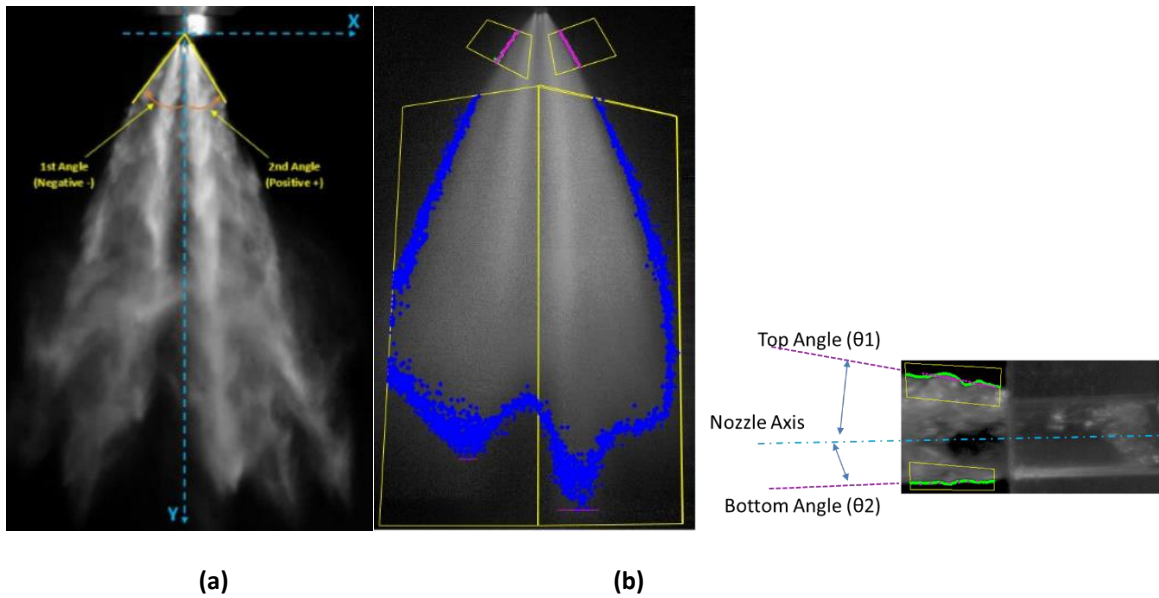 X
1st Angle
(Negative -)
2nd Angle
(Positive +)
Y
Top Angle (θ1)
Nozzle Axis
Bottom Angle (θ2)
(a)
(b)